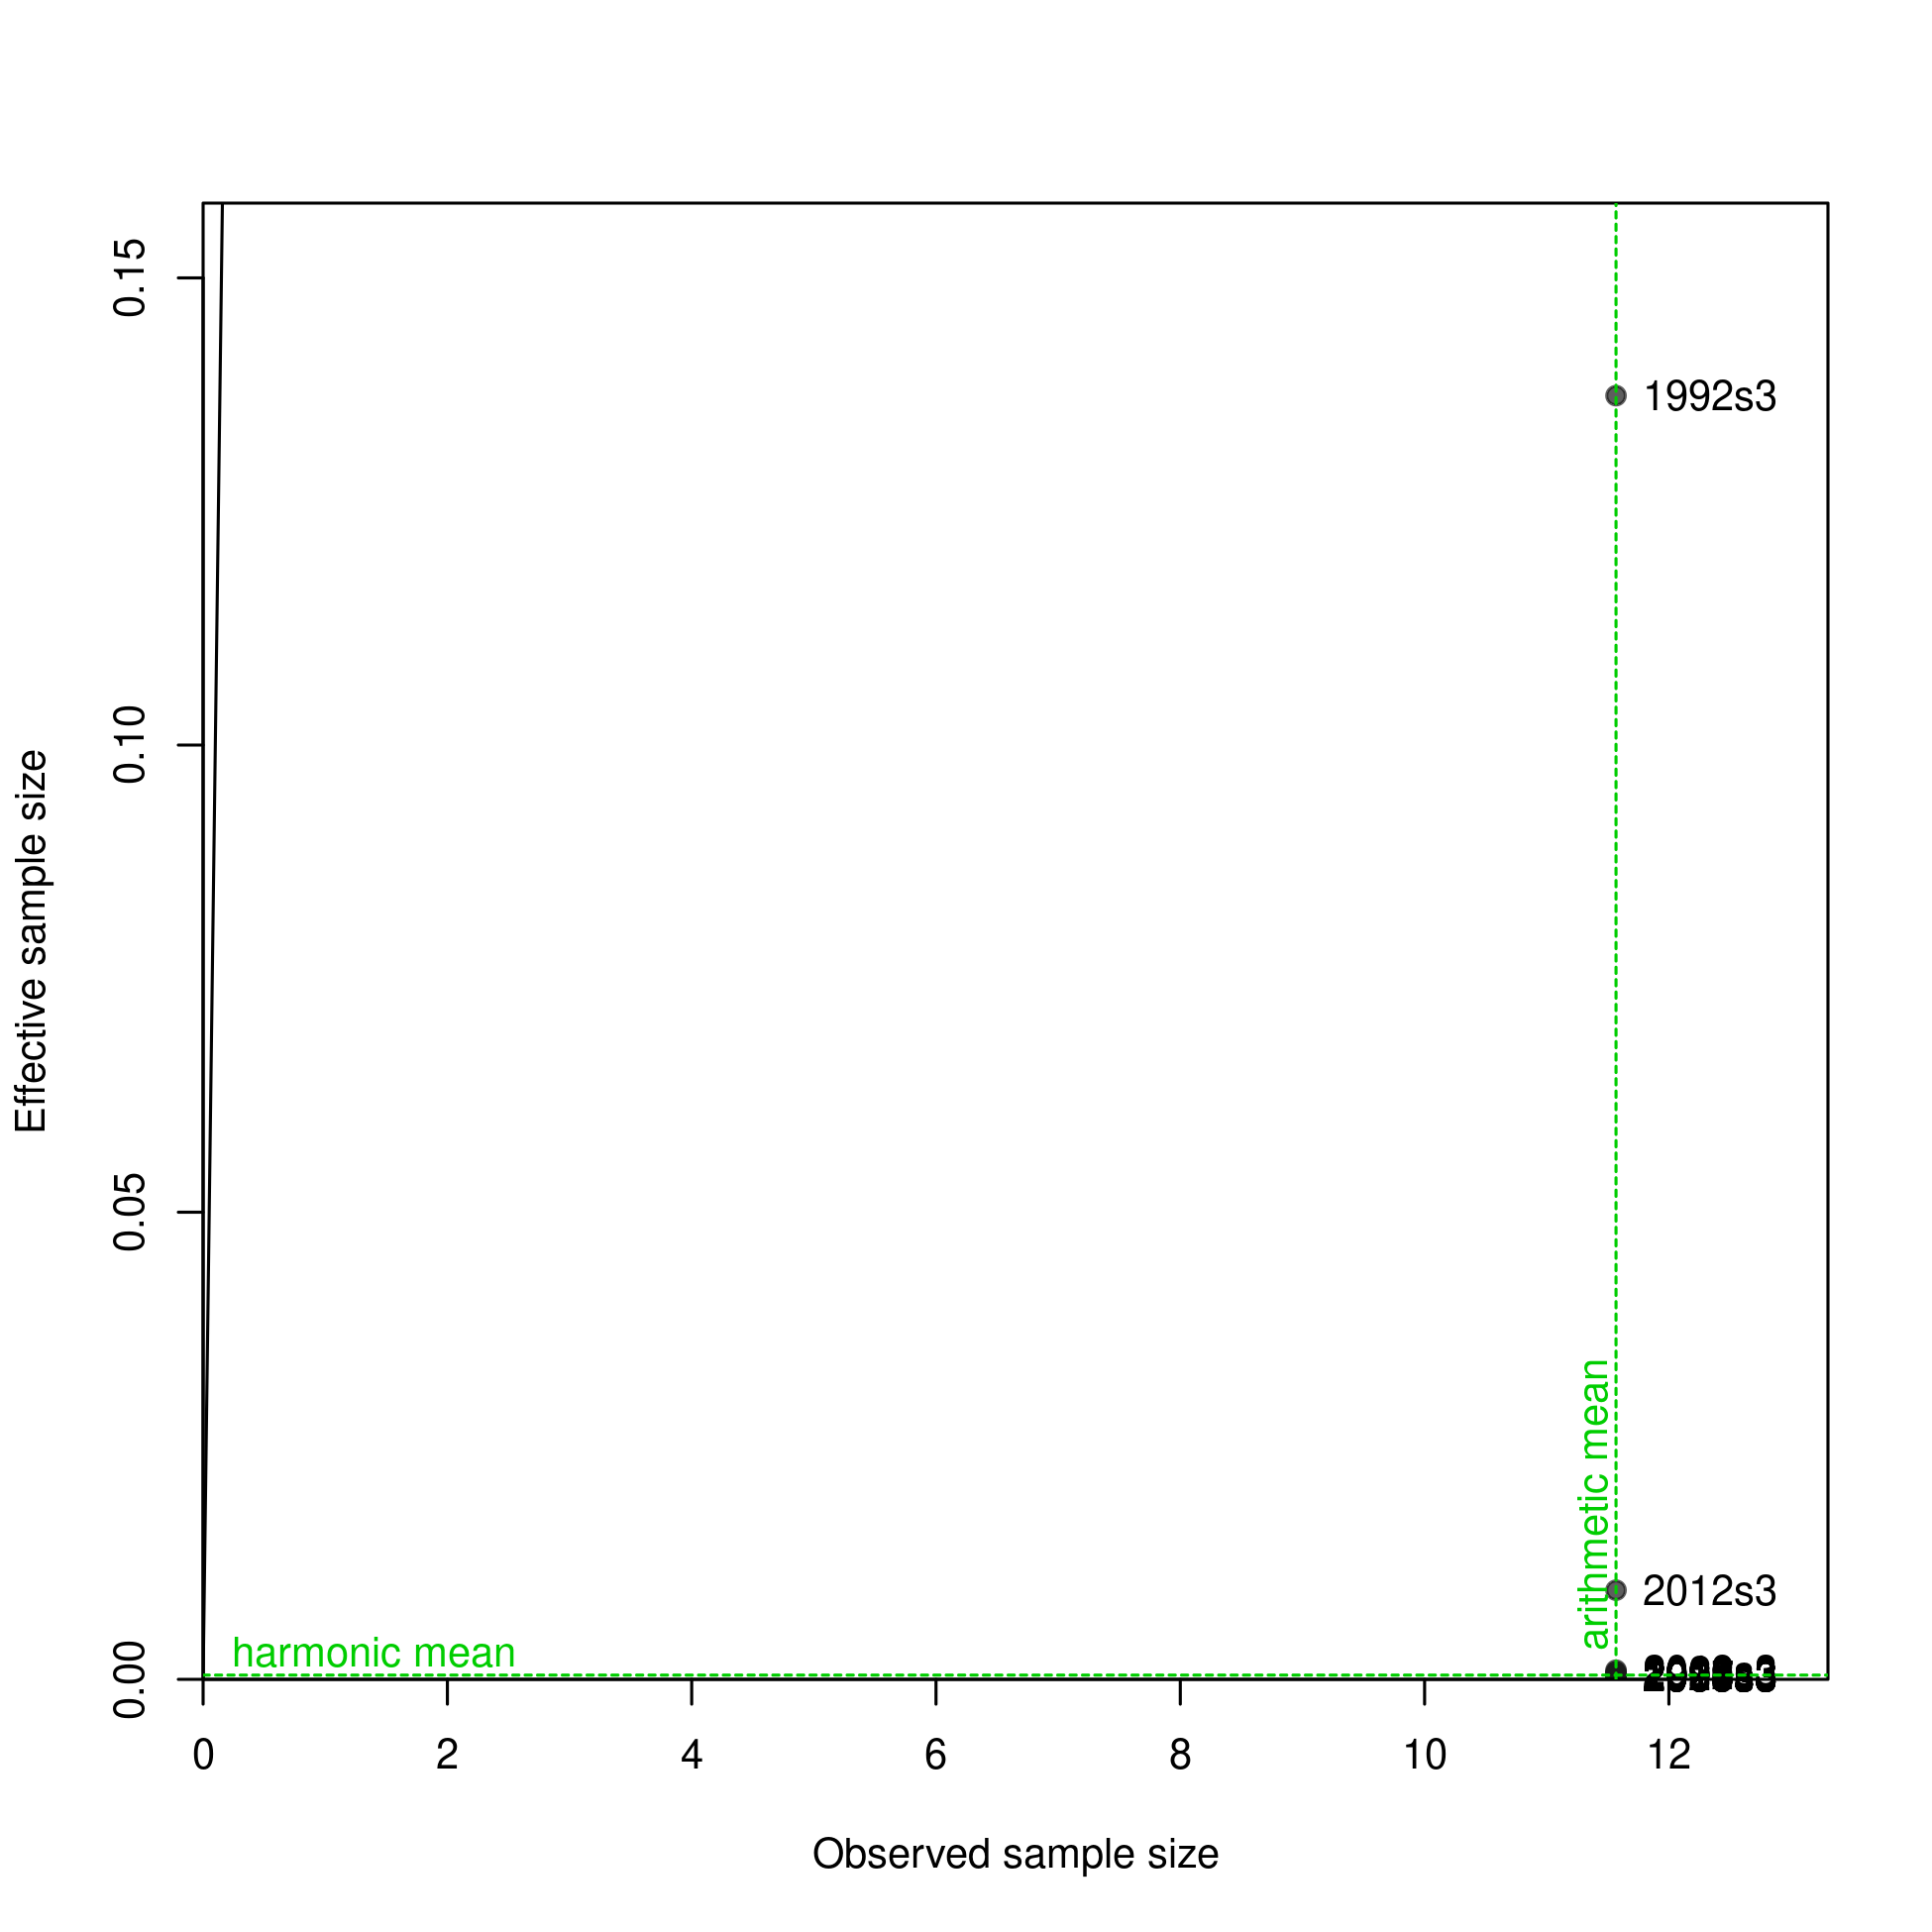 0.15
1992s3
0.10
Effective sample size
0.05
arithmetic mean
2012s3
harmonic mean
0.00
0 2 4 6 8 10 12
Observed sample size